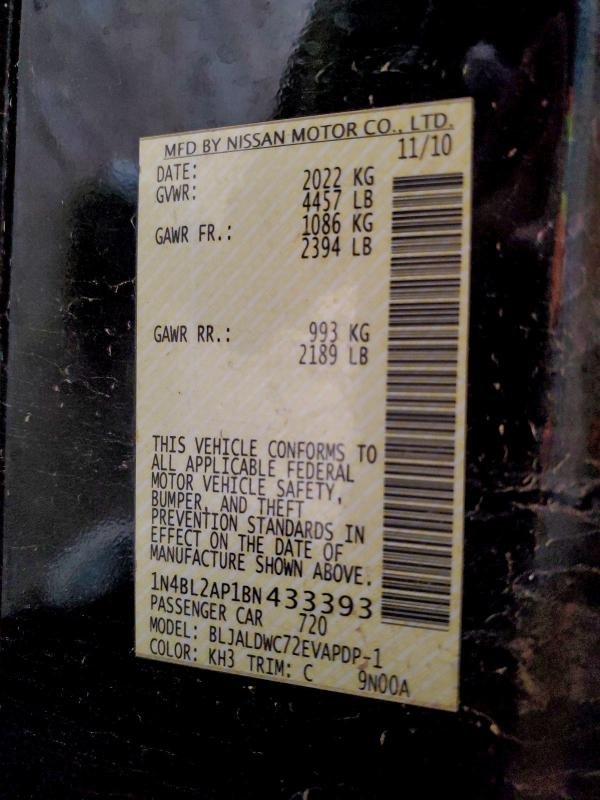 MFD BY NISSAN MOTOR CO., LTD.
DATE: 11/10
GVWR: 2022 KG
4457 LB
GAWR FR.: 1086 KG
2394 LB
GAWR RR.: 993 KG
2189 LB
THIS VEHICLE CONFORMS TO
ALL APPLICABLE FEDERAL
MOTOR VEHICLE SAFETY,
BUMPER, AND THEFT
PREVENTION STANDARDS IN
EFFECT ON THE DATE OF
MANUFACTURE SHOWN ABOVE.
1N4BL2AP1BN433393
PASSENGER CAR 720
MODEL: BLJALDWC72EVAPDP-1
COLOR: KH3 TRIM: C 9N00A